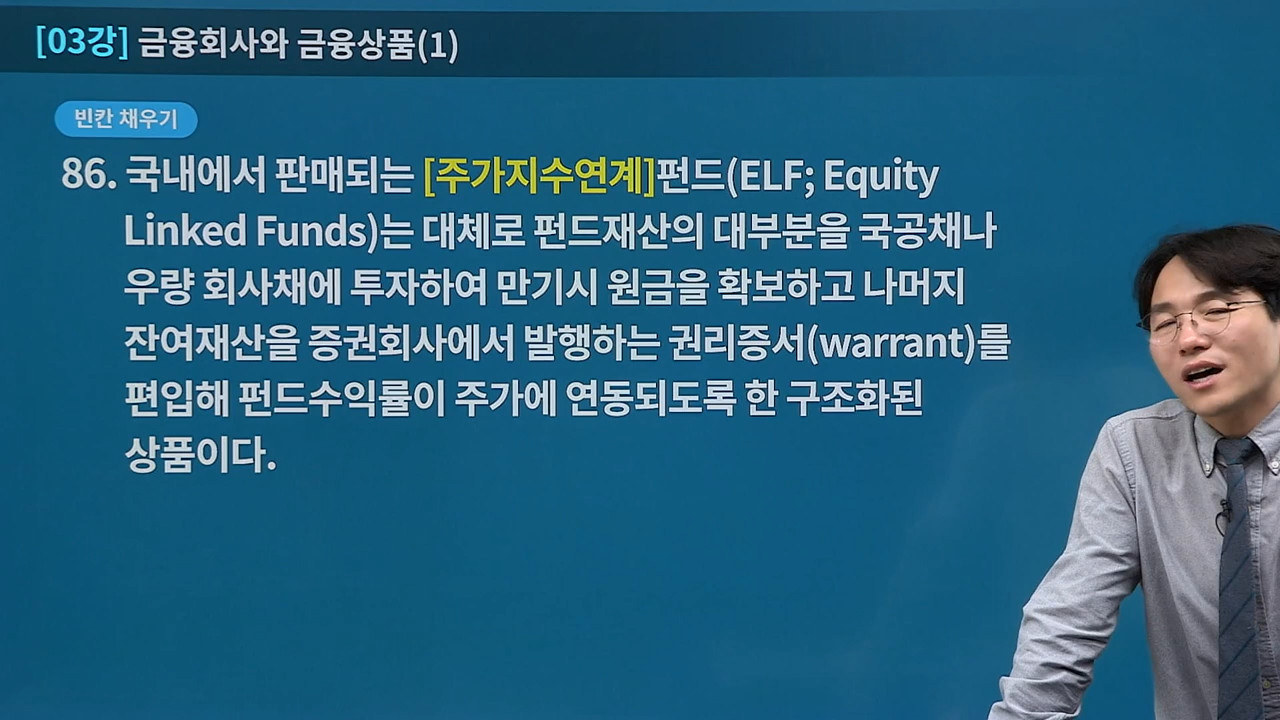 [03강] 금융회사와 금융상품(1)
빈칸 채우기
86. 국내에서 판매되는 [주가지수연계]펀드(ELF; Equity
Linked Funds)는 대체로 펀드재산의 대부분을 국공채나
우량 회사채에 투자하여 만기시 원금을 확보하고 나머지
잔여재산을 증권회사에서 발행하는 권리증서(warrant)를
편입해 펀드수익률이 주가에 연동되도록 한 구조화된
상품이다.